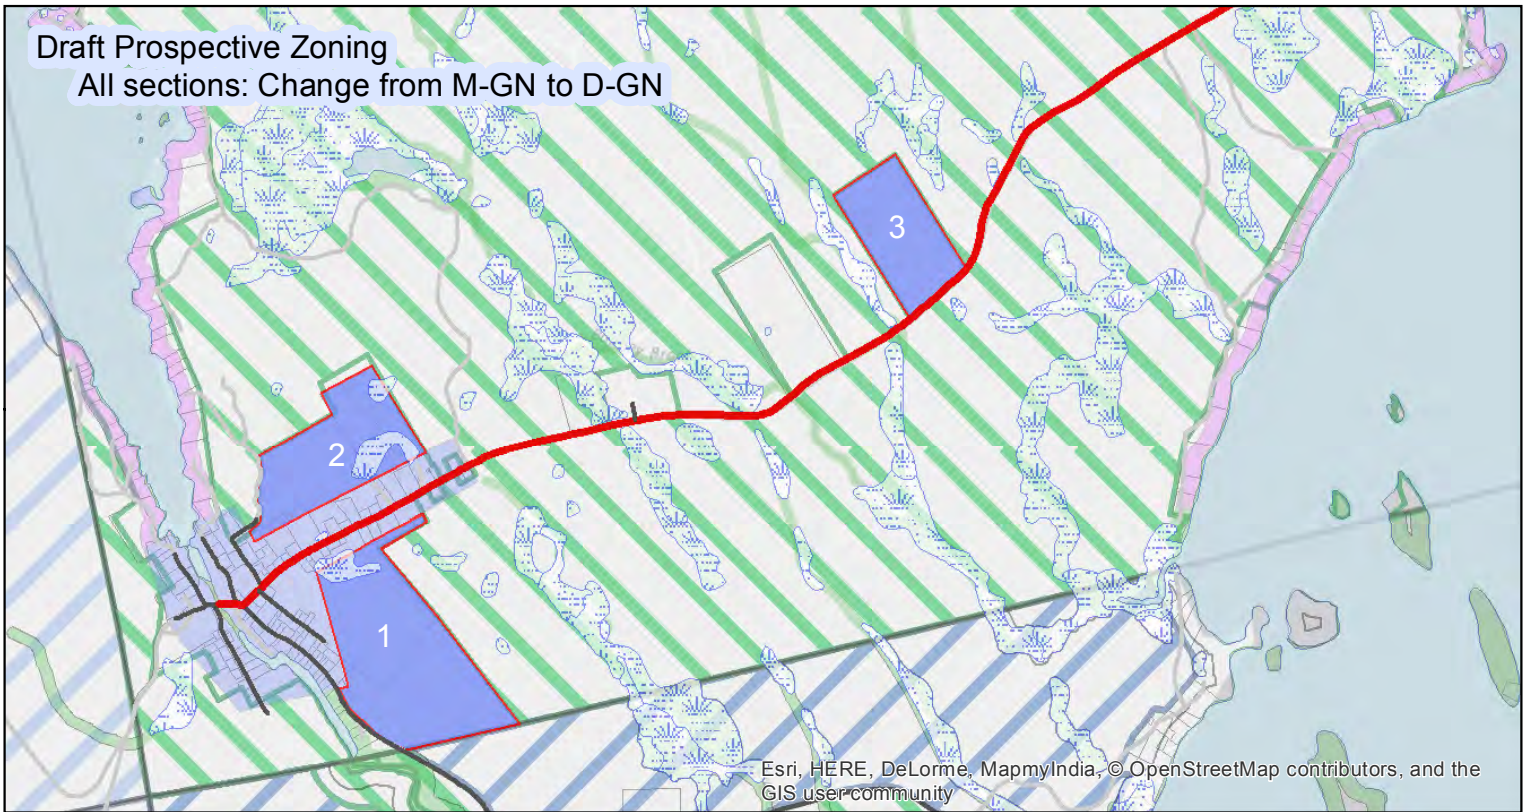 Draft Prospective Zoning
All sections: Change from M-GN to D-GN
3
2
1
Esri, HERE, DeLorme, MapmyIndia, © OpenStreetMap contributors, and the
GIS user community